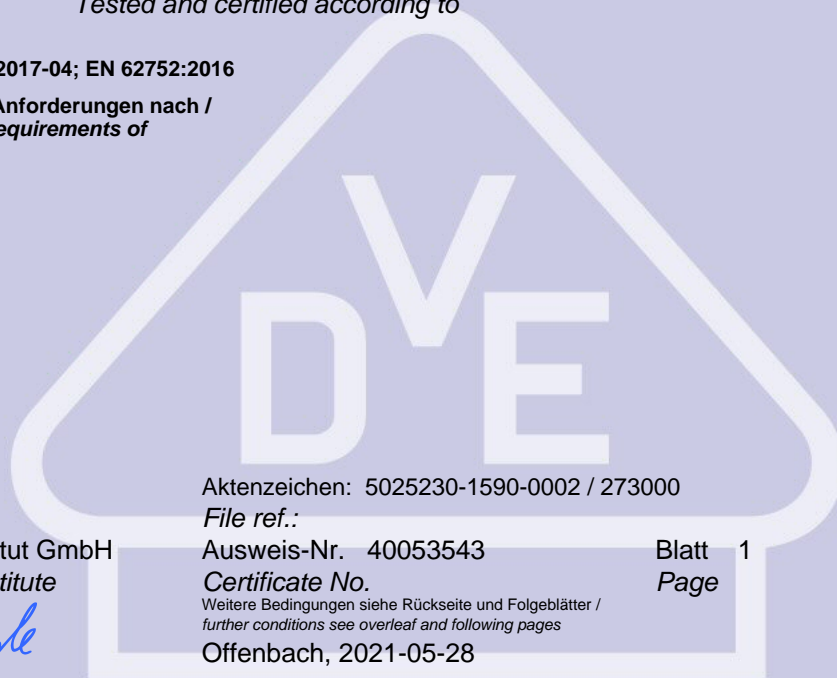 Tested and certified according to
2017-04; EN 62752:2016
Anforderungen nach /
equirements of
VDE
Aktenzeichen: 5025230-1590-0002 / 273000
File ref.:
tut GmbH Ausweis-Nr. 40053543 Blatt 1
titute Certificate No. Page
Weitere Bedingungen siehe Rückseite und Folgeblätter /
further conditions see overleaf and following pages
Offenbach, 2021-05-28